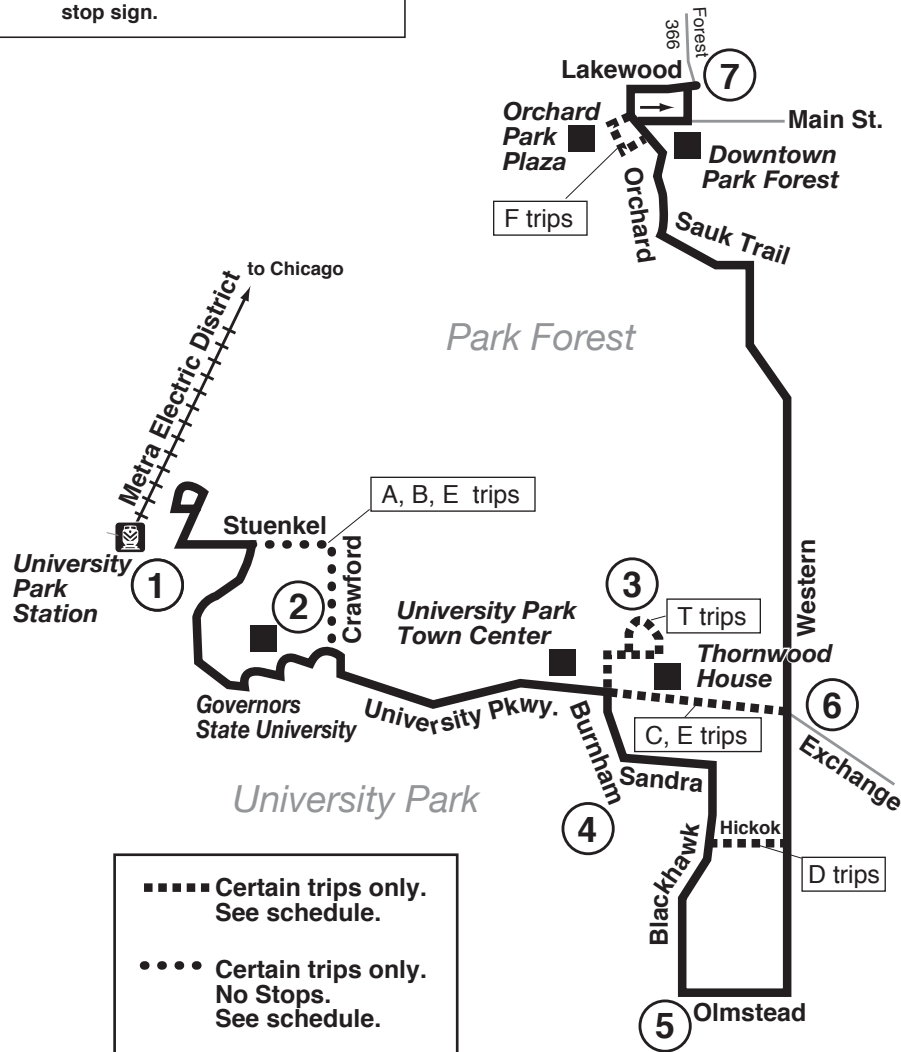 stop sign.
Forest
366
Lakewood
7
Orchard
Park
Plaza
Main St.
Downtown
Park Forest
F trips
Orchard
Sauk Trail
to Chicago
Metra Electric District
Park Forest
A, B, E trips
Stuenkel
Crawford
University
Park
Station
1
2
University Park
Town Center
3
T trips
Western
Thornwood
House
Governors
State University
University Pkwy.
Burnham
C, E trips
6
Exchange
Sandra
University Park
4
Hickok
Blackhawk
D trips
Certain trips only.
See schedule.
Certain trips only.
No Stops.
See schedule.
5
Olmstead